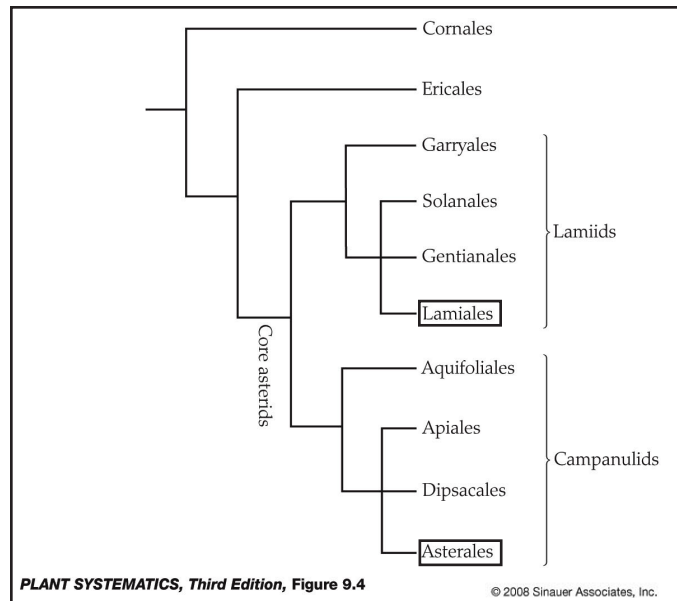 Cornales
Ericales
Garryales
Solanales
Gentianales
Lamiales
Lamiids
Core asterids
Aquifoliales
Apiales
Dipsacales
Asterales
Campanulids
PLANT SYSTEMATICS, Third Edition, Figure 9.4
© 2008 Sinauer Associates, Inc.